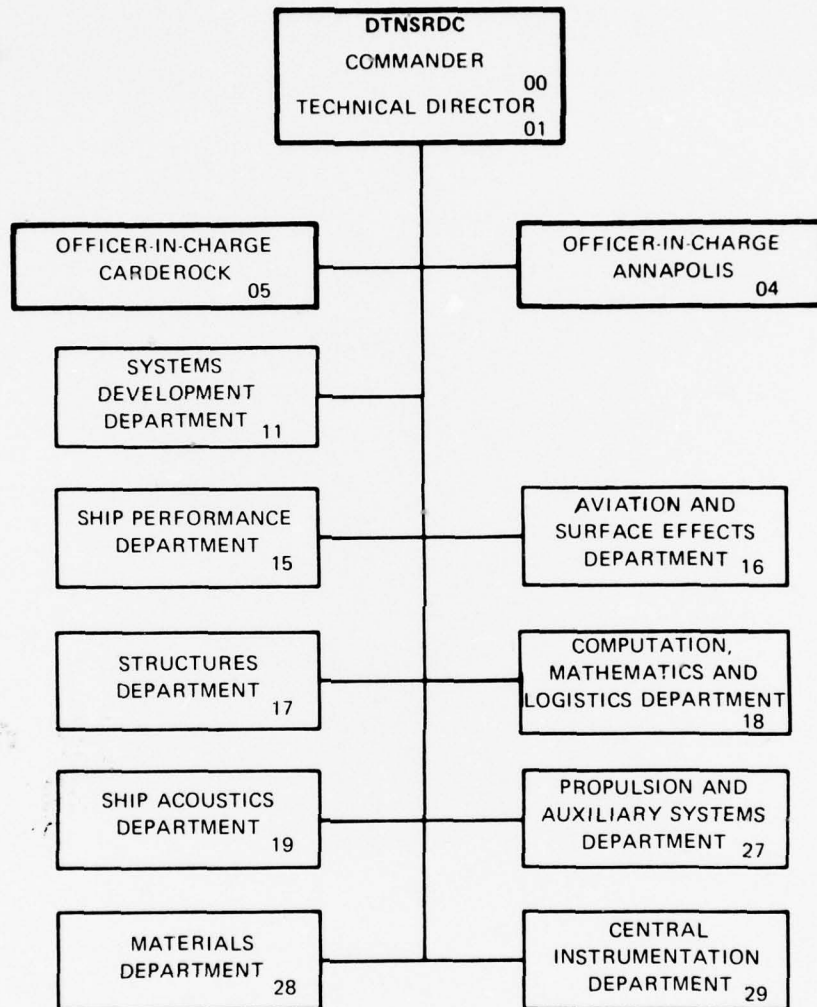 DTNSRDC
COMMANDER
00
TECHNICAL DIRECTOR
01
OFFICER-IN-CHARGE
CARDEROCK
05
OFFICER-IN-CHARGE
ANNAPOLIS
04
SYSTEMS
DEVELOPMENT
DEPARTMENT
11
SHIP PERFORMANCE
DEPARTMENT
15
AVIATION AND
SURFACE EFFECTS
DEPARTMENT
16
STRUCTURES
DEPARTMENT
17
COMPUTATION,
MATHEMATICS AND
LOGISTICS DEPARTMENT
18
SHIP ACOUSTICS
DEPARTMENT
19
PROPULSION AND
AUXILIARY SYSTEMS
DEPARTMENT
27
MATERIALS
DEPARTMENT
28
CENTRAL
INSTRUMENTATION
DEPARTMENT
29